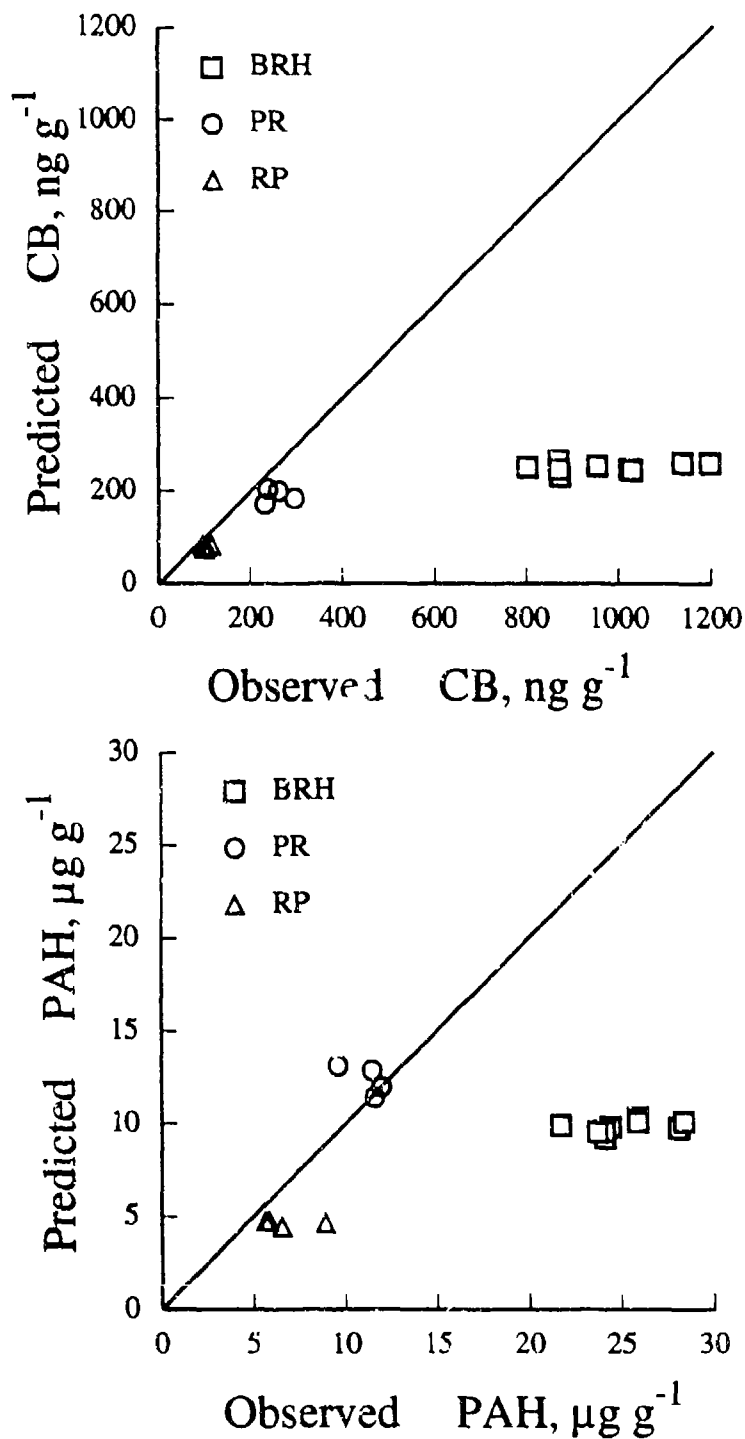 1200
1000
800
600
400
200
0
BRH
PR
RP
Predicted CB, ng g-1
0 200 400 600 800 1000 1200
Observed CB, ng g-1
30
25
20
15
10
5
0
BRH
PR
RP
Predicted PAH, µg g-1
0 5 10 15 20 25 30
Observed PAH, µg g-1